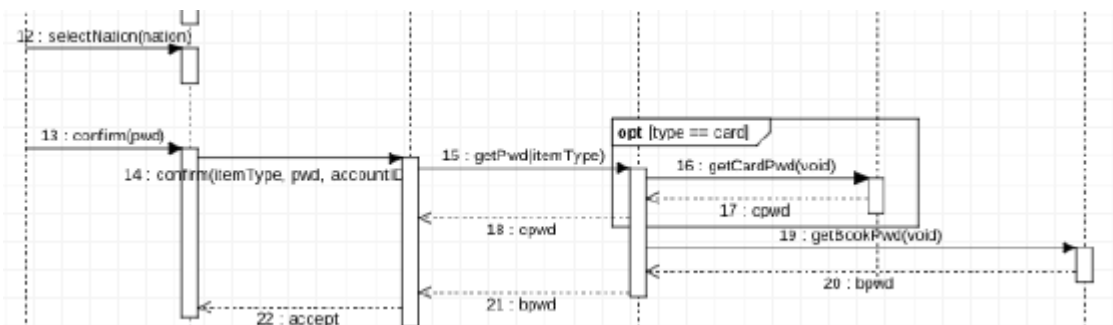 12 : selectNation(nation)
13 : confirm(pwd)
opt [type == card]
15 : getPwd(itemType)
16 : getCardPwd(void)
14 : confirm(itemType, pwd, accountID
17 : cpwd
18 : cpwd
19 : getBookPwd(void)
20 : bpwd
21 : bpwd
22 : accept